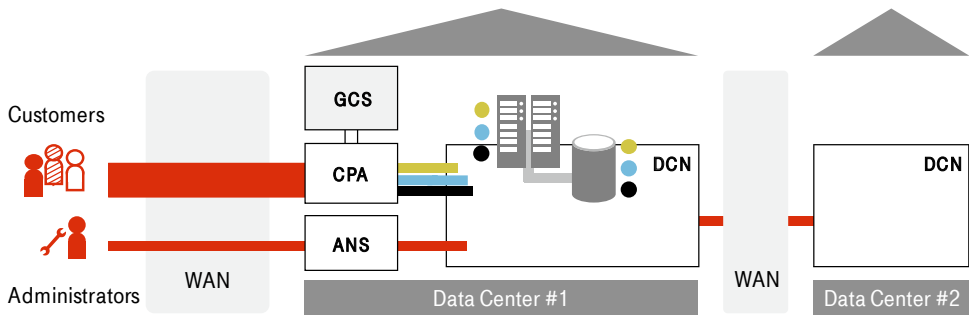 Customers
GCS
CPA
DCN
DCN
ANS
WAN
WAN
Administrators
Data Center #1
Data Center #2